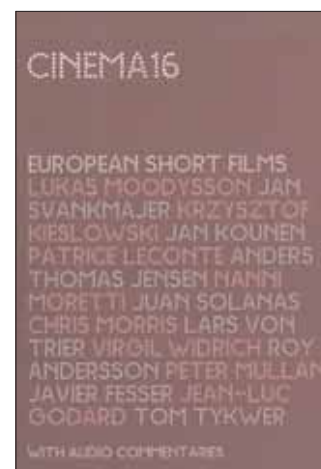 CINEMA16
EUROPEAN SHORT FILMS
LUKAS MOODYSSON JAN
SVANKMAJER KRZYSZTOF
KIESLOWSKI JAN KOUNEN
PATRICE LECONTE ANDERS
THOMAS JENSEN NANNI
MORETTI JUAN SOLANAS
CHRIS MORRIS LARS VON
TRIER VIRGIL WIDRICH ROY
ANDERSSON PETER MULLAN
JAVIER FESSER JEAN-LUC
GODARD TOM TYKWER
WITH AUDIO COMMENTARIES